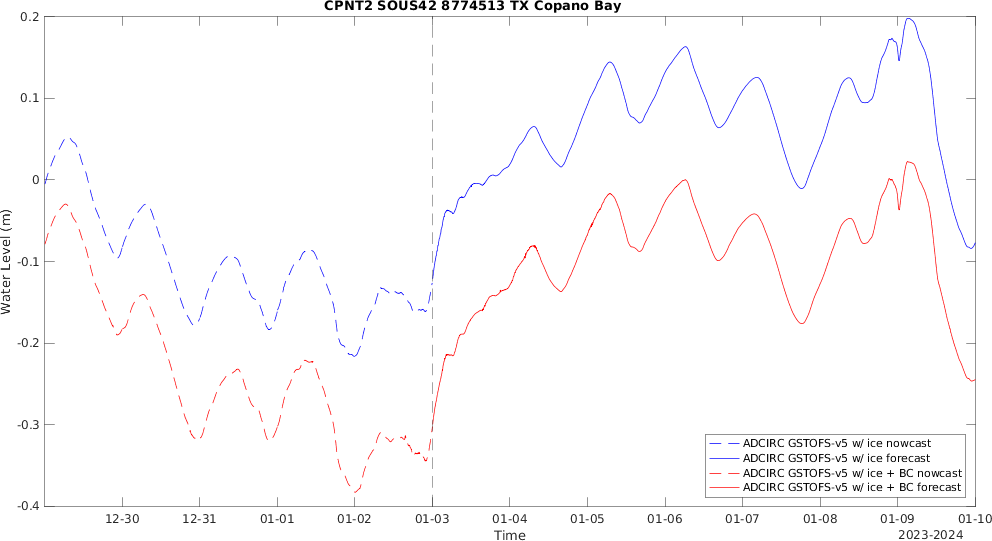 CPNT2 SOUS42 8774513 TX Copano Bay
Water Level (m)
0.2
0.1
0
-0.1
-0.2
-0.3
-0.4
ADCIRC GSTOFS-v5 w/ ice nowcast
ADCIRC GSTOFS-v5 w/ ice forecast
ADCIRC GSTOFS-v5 w/ ice + BC nowcast
ADCIRC GSTOFS-v5 w/ ice + BC forecast
12-30 12-31 01-01 01-02 01-03 01-04 01-05 01-06 01-07 01-08 01-09 01-10
Time
2023-2024